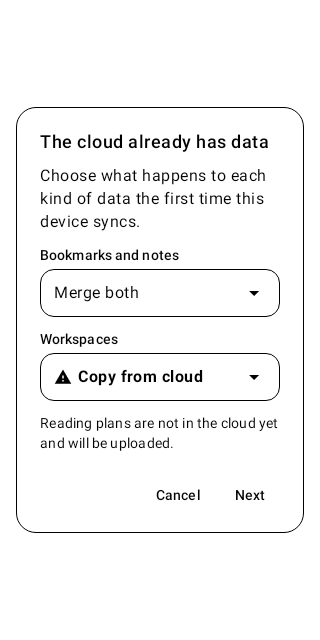 The cloud already has data
Choose what happens to each
kind of data the first time this
device syncs.
Bookmarks and notes
Merge both
Workspaces
Copy from cloud
Reading plans are not in the cloud yet
and will be uploaded.
Cancel Next